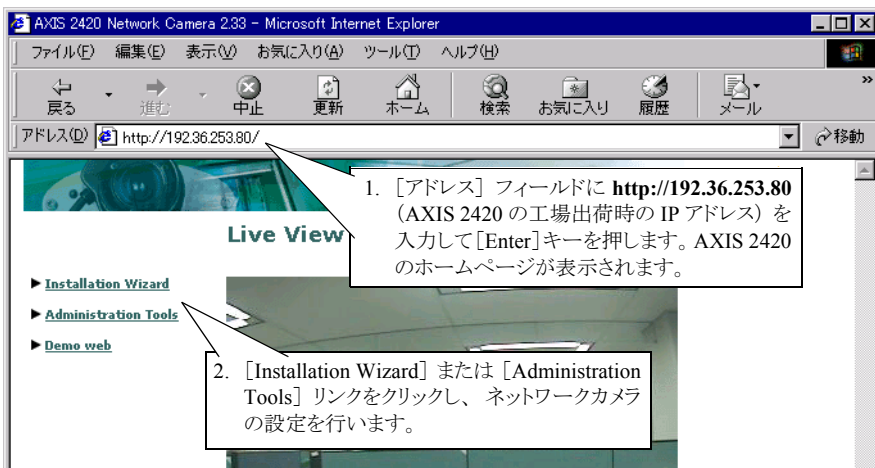 AXIS 2420 Network Camera 2.33 - Microsoft Internet Explorer
ファイル(F) 編集(E) 表示(V) お気に入り(A) ツール(T) ヘルプ(H)
戻る 進む 中止 更新 ホーム 検索 お気に入り 履歴 メール »
アドレス(D) http://192.36.253.80/ 移動
1. ［アドレス］フィールドに http://192.36.253.80
（AXIS 2420 の工場出荷時の IP アドレス）を
入力して［Enter］キーを押します。AXIS 2420
のホームページが表示されます。
Live View
Installation Wizard
Administration Tools
Demo web
2. ［Installation Wizard］または［Administration
Tools］リンクをクリックし、ネットワークカメラ
の設定を行います。